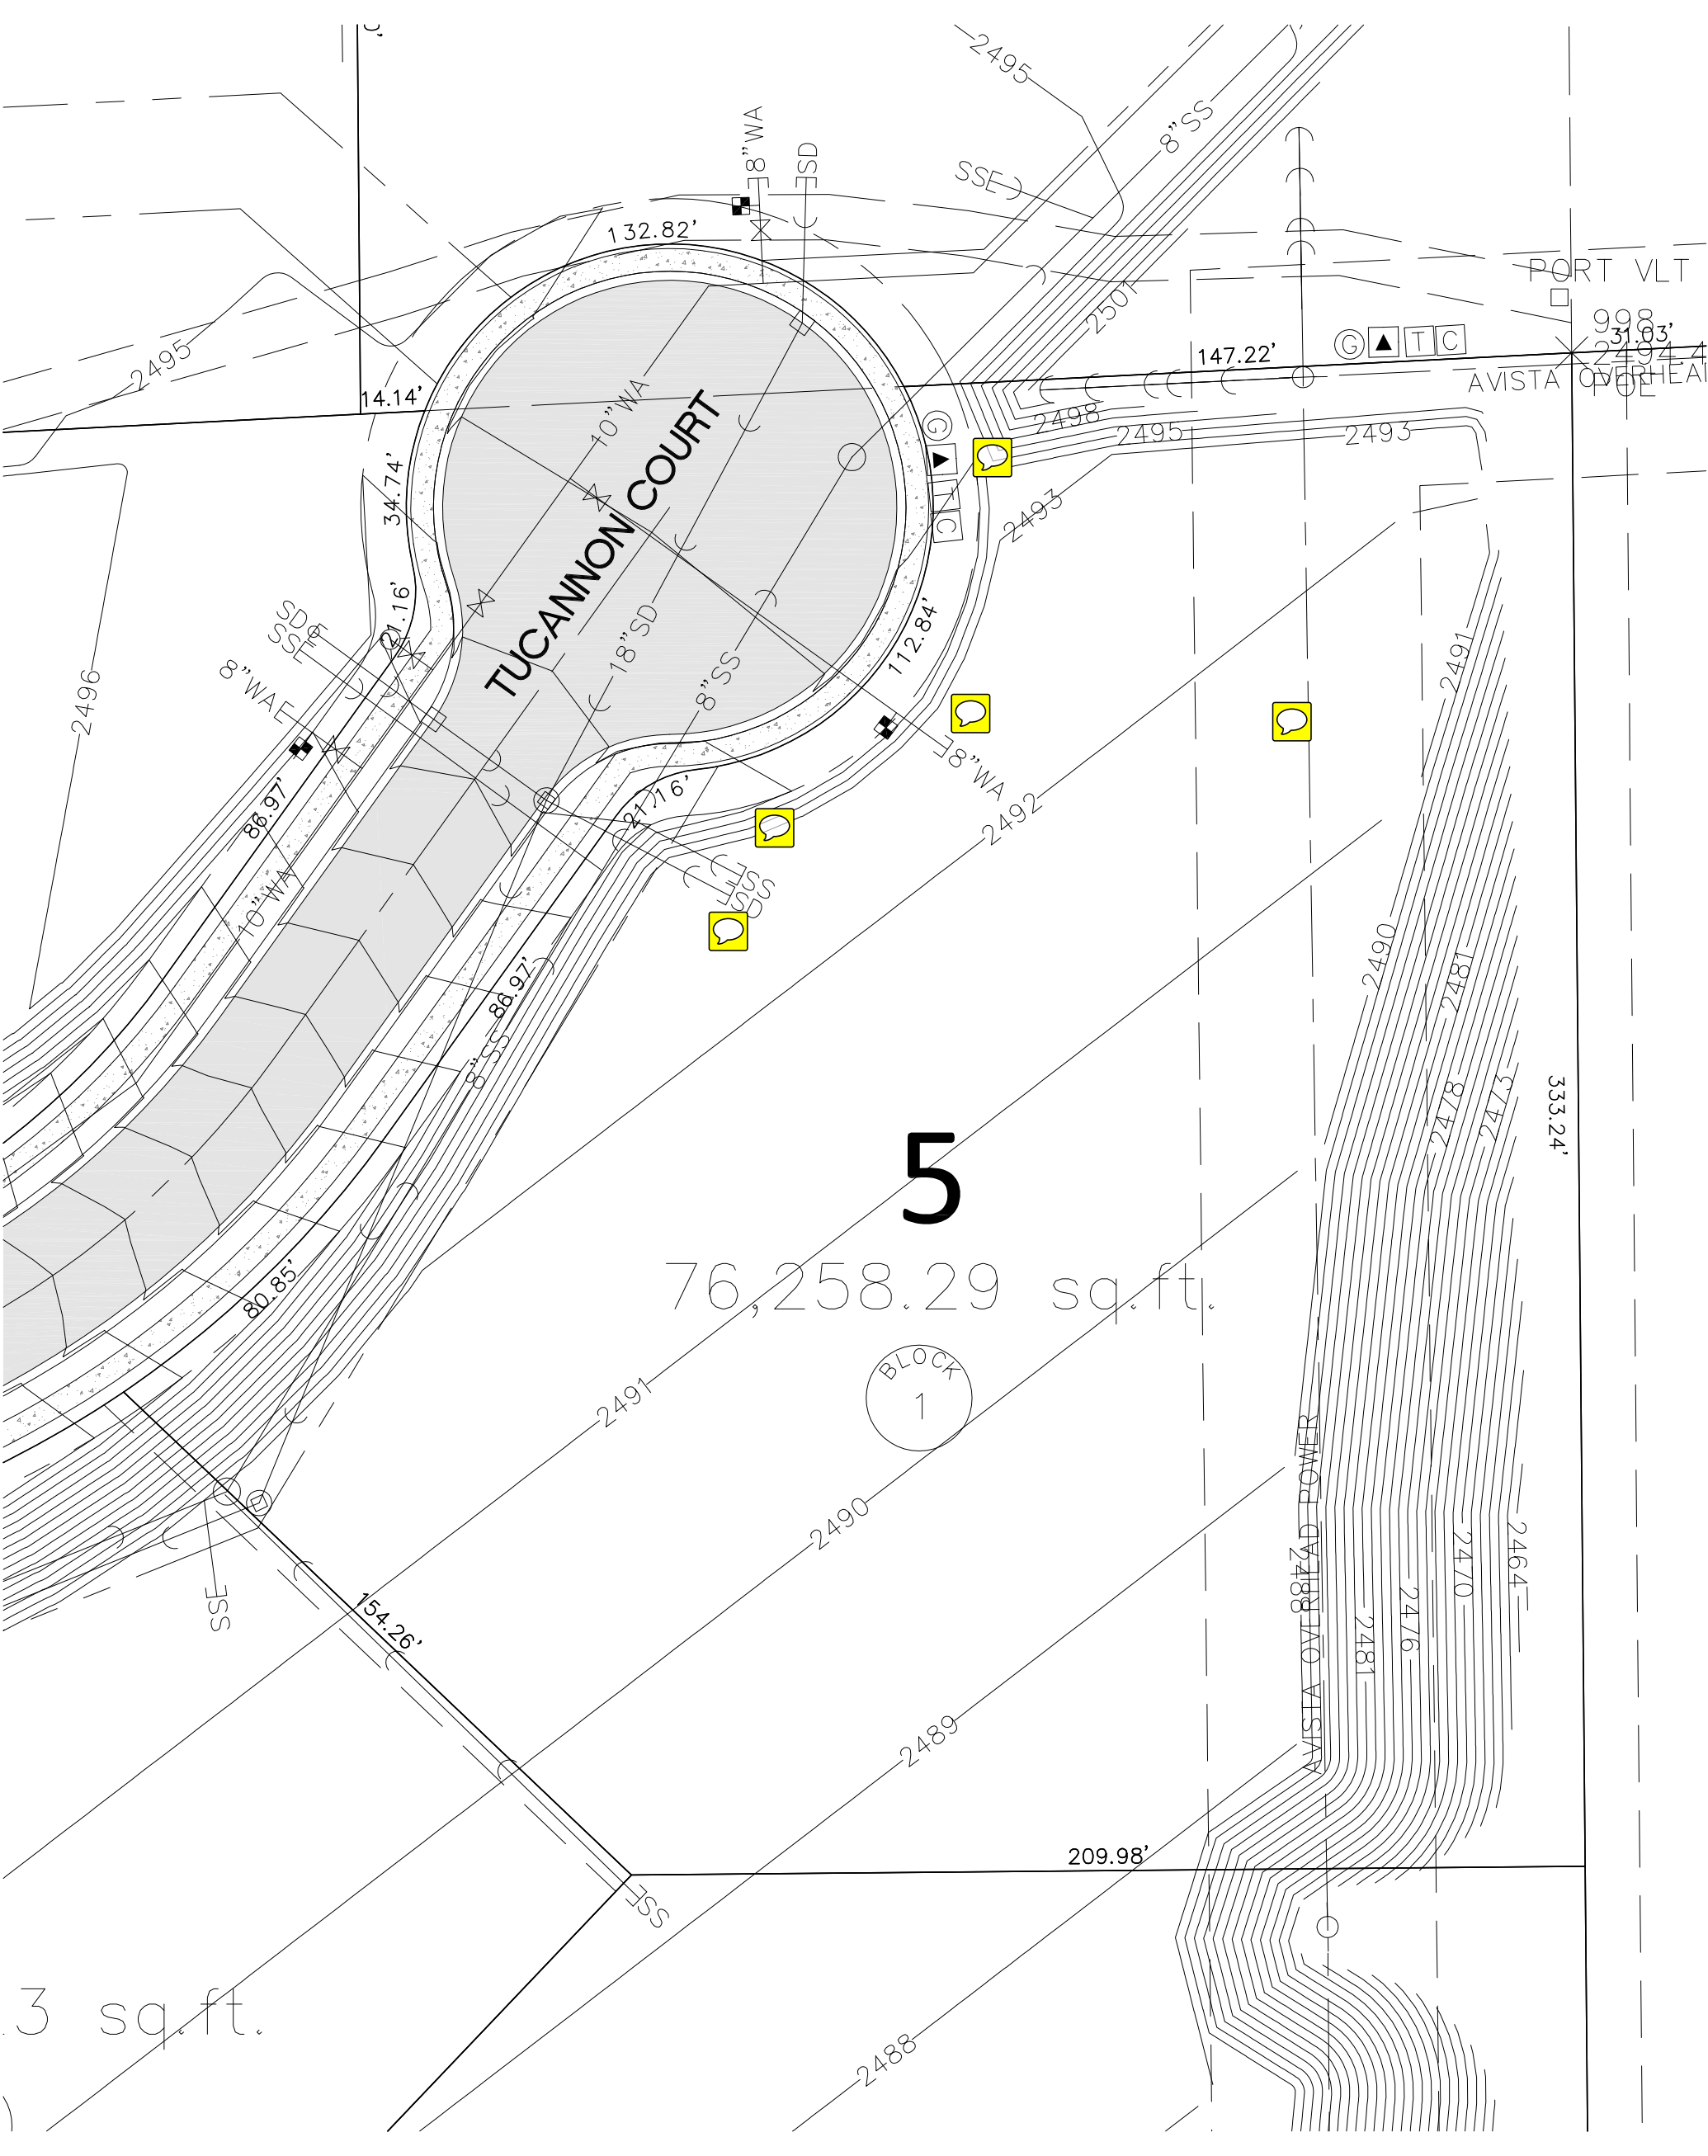 2495
8"WA
SD
8"SS
SSE
132.82'
2501
PORT VLT
998
31.03'
147.22'
G
T
C
2495
AVISTA OVERHEAD
14.14'
10"WA
TUCANNON COURT
2498
2495
2493
G
T
C
34.74'
2493
21.16'
SD
SS
8"WA
18"SD
112.84'
2491
2496
8"SS
8"WA
86.97'
21.16'
2492
SS
SD
10"WA
2490
2481
86.97'
8"SS
2478
2473
333.24'
5
76,258.29 sq.ft.
80.85'
BLOCK
1
2491
AVISTA OVERHEAD POWER
2490
2488
2481
2476
2470
2464
SS
154.26'
2489
209.98'
SS
.3 sq.ft.
2488